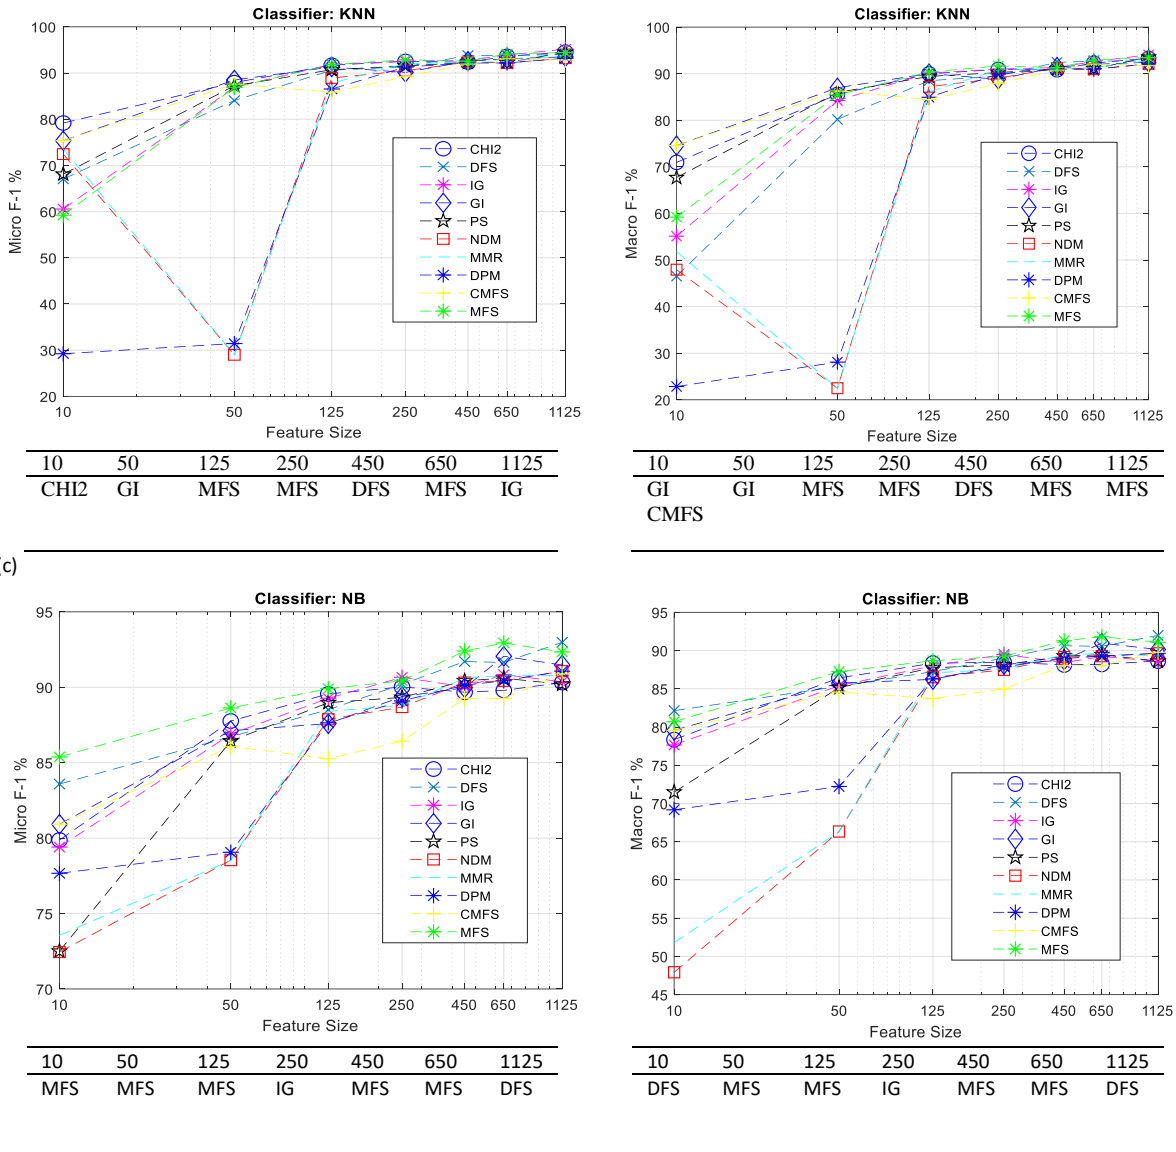 Classifier: KNN
100
90
80
70
60
50
40
30
20
Micro F-1 %
CHI2
DFS
IG
GI
PS
NDM
MMR
DPM
CMFS
MFS
10 50 125 250 450 650 1125
Feature Size
10 50 125 250 450 650 1125
CHI2 GI MFS MFS DFS MFS IG
Classifier: KNN
100
90
80
70
60
50
40
30
20
Macro F-1 %
CHI2
DFS
IG
GI
PS
NDM
MMR
DPM
CMFS
MFS
10 50 125 250 450 650 1125
Feature Size
10 50 125 250 450 650 1125
GI GI MFS MFS DFS MFS MFS
CMFS
(c)
Classifier: NB
95
90
85
80
75
70
Micro F-1 %
CHI2
DFS
IG
GI
PS
NDM
MMR
DPM
CMFS
MFS
10 50 125 250 450 650 1125
Feature Size
10 50 125 250 450 650 1125
MFS MFS MFS IG MFS MFS DFS
Classifier: NB
95
90
85
80
75
70
65
60
55
50
45
Macro F-1 %
CHI2
DFS
IG
GI
PS
NDM
MMR
DPM
CMFS
MFS
10 50 125 250 450 650 1125
Feature Size
10 50 125 250 450 650 1125
DFS MFS MFS IG MFS MFS DFS